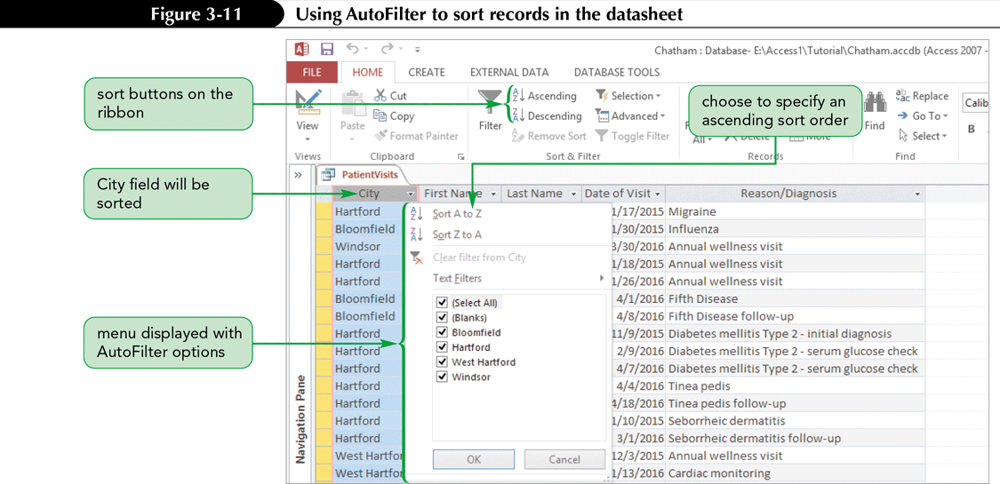 Figure 3-11 Using AutoFilter to sort records in the datasheet
Chatham : Database- E:\Access1\Tutorial\Chatham.accdb (Access 2007 -
FILE HOME CREATE EXTERNAL DATA DATABASE TOOLS
sort buttons on the
ribbon
View
Paste
Cut
Copy
Format Painter
Filter
Ascending
Descending
Remove Sort
Selection
Advanced
Toggle Filter
choose to specify an
ascending sort order
All
Delete
More
Find
Replace
Go To
Select
Calib
B
Views Clipboard Sort & Filter Records Find
PatientVisits
City field will be
sorted
City First Name Last Name Date of Visit Reason/Diagnosis
Hartford 1/17/2015 Migraine
Bloomfield 1/30/2015 Influenza
Windsor 3/30/2016 Annual wellness visit
Hartford 1/18/2015 Annual wellness visit
Hartford 1/26/2016 Annual wellness visit
Bloomfield 4/1/2016 Fifth Disease
Bloomfield 4/8/2016 Fifth Disease follow-up
Hartford 11/9/2015 Diabetes mellitis Type 2 - initial diagnosis
Hartford 2/9/2016 Diabetes mellitis Type 2 - serum glucose check
Hartford 4/7/2016 Diabetes mellitis Type 2 - serum glucose check
Hartford 4/4/2016 Tinea pedis
Hartford 4/18/2016 Tinea pedis follow-up
Hartford 1/10/2015 Seborrheic dermatitis
Hartford 3/1/2016 Seborrheic dermatitis follow-up
West Hartfor 12/3/2015 Annual wellness visit
West Hartfor 1/13/2016 Cardiac monitoring
Sort A to Z
Sort Z to A
Clear filter from City
Text Filters
(Select All)
(Blanks)
Bloomfield
Hartford
West Hartford
Windsor
OK Cancel
menu displayed with
AutoFilter options
Navigation Pane